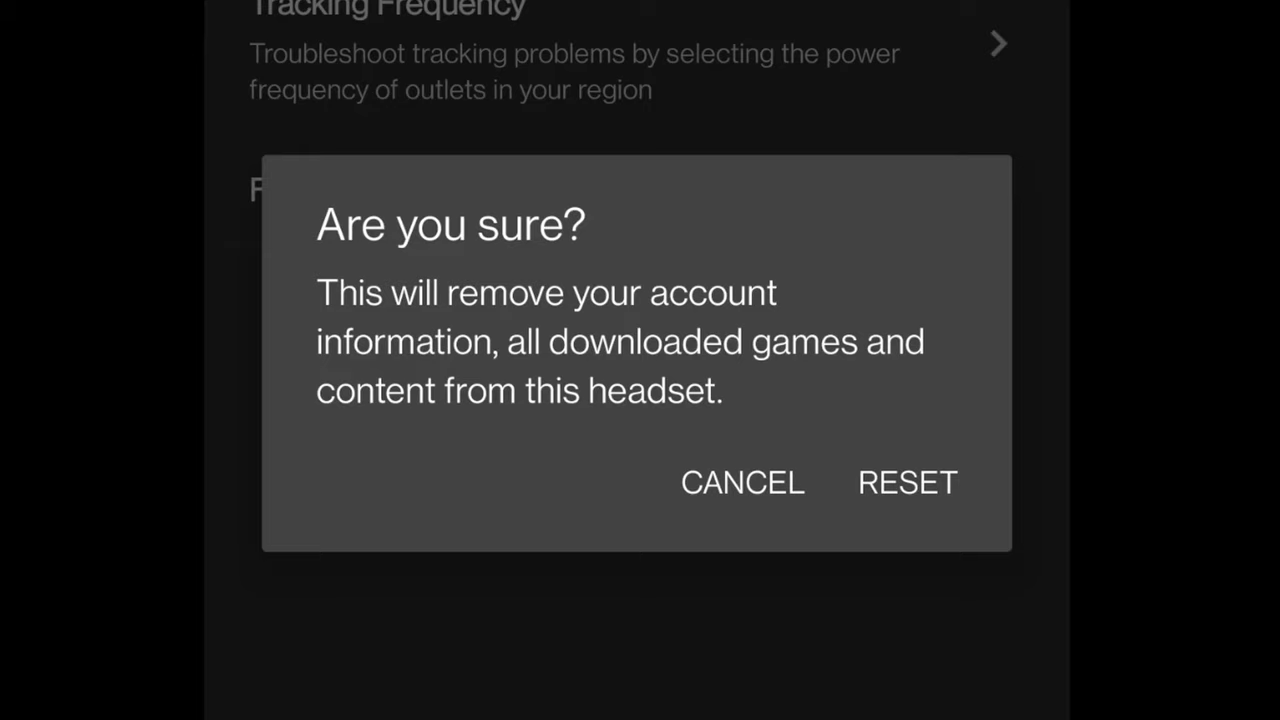 Tracking Frequency
Troubleshoot tracking problems by selecting the power
frequency of outlets in your region
F
Are you sure?
This will remove your account
information, all downloaded games and
content from this headset.
CANCEL RESET